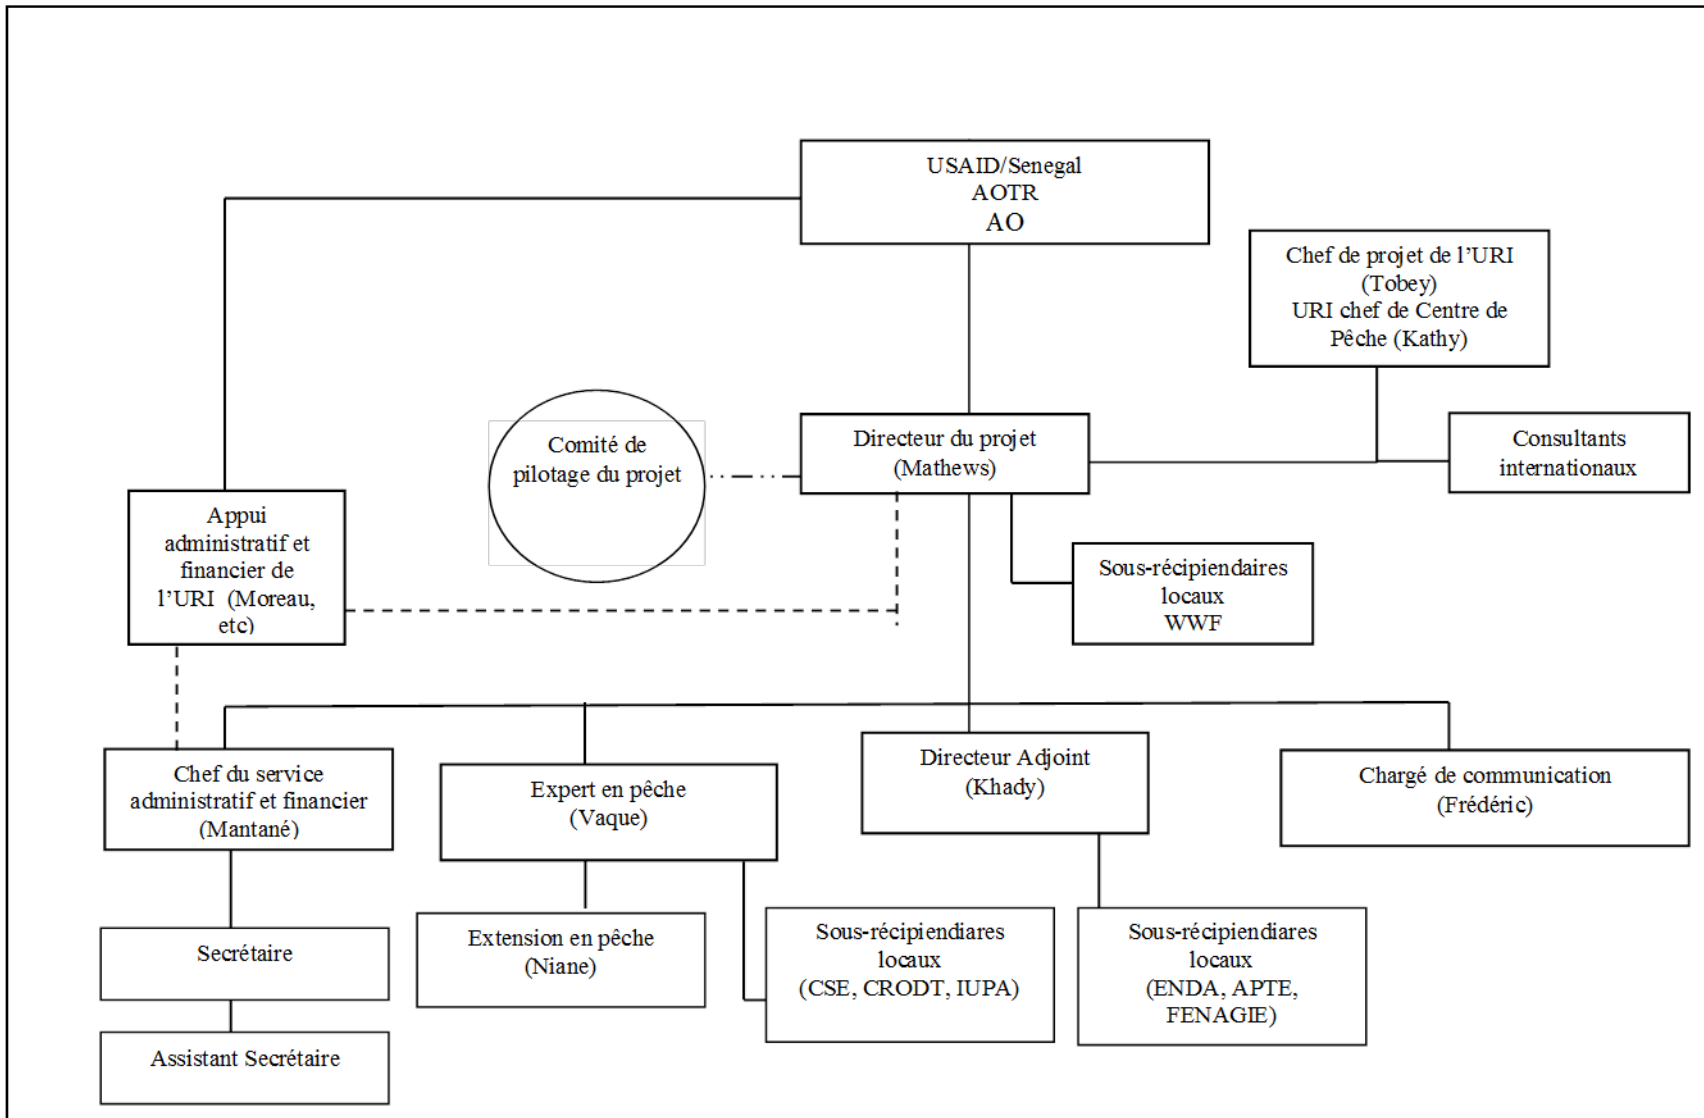 USAID/Senegal
AOTR
AO
Chef de projet de l’URI
(Tobey)
URI chef de Centre de
Pêche (Kathy)
Comité de
pilotage du projet
Directeur du projet
(Mathews)
Consultants
internationaux
Appui
administratif et
financier de
l’URI (Moreau,
etc)
Sous-récipiendaires
locaux
WWF
Chef du service
administratif et financier
(Mantané)
Expert en pêche
(Vaque)
Directeur Adjoint
(Khady)
Chargé de communication
(Frédéric)
Secrétaire
Extension en pêche
(Niane)
Sous-récipiendiares
locaux
(CSE, CRODT, IUPA)
Sous-récipiendiares
locaux
(ENDA, APTE,
FENAGIE)
Assistant Secrétaire